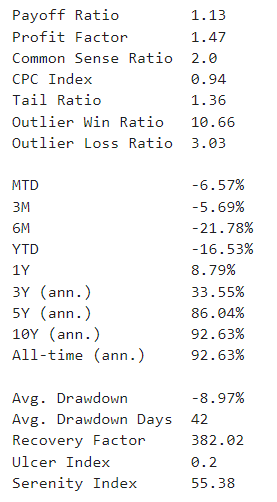 Payoff Ratio 1.13
Profit Factor 1.47
Common Sense Ratio 2.0
CPC Index 0.94
Tail Ratio 1.36
Outlier Win Ratio 10.66
Outlier Loss Ratio 3.03
MTD -6.57%
3M -5.69%
6M -21.78%
YTD -16.53%
1Y 8.79%
3Y (ann.) 33.55%
5Y (ann.) 86.04%
10Y (ann.) 92.63%
All-time (ann.) 92.63%
Avg. Drawdown -8.97%
Avg. Drawdown Days 42
Recovery Factor 382.02
Ulcer Index 0.2
Serenity Index 55.38